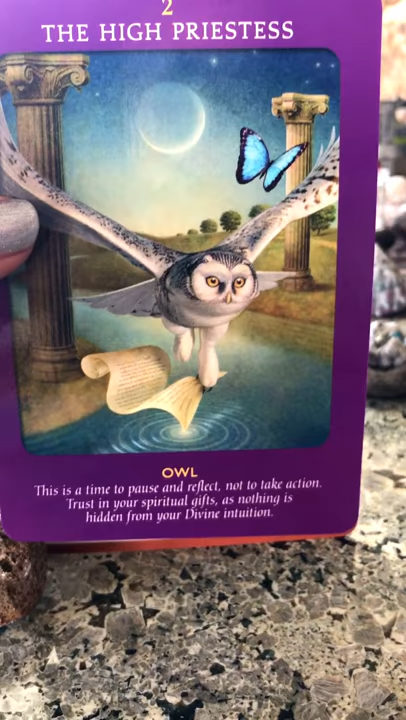 2
THE HIGH PRIESTESS
OWL
This is a time to pause and reflect, not to take action.
Trust in your spiritual gifts, as nothing is
hidden from your Divine intuition.